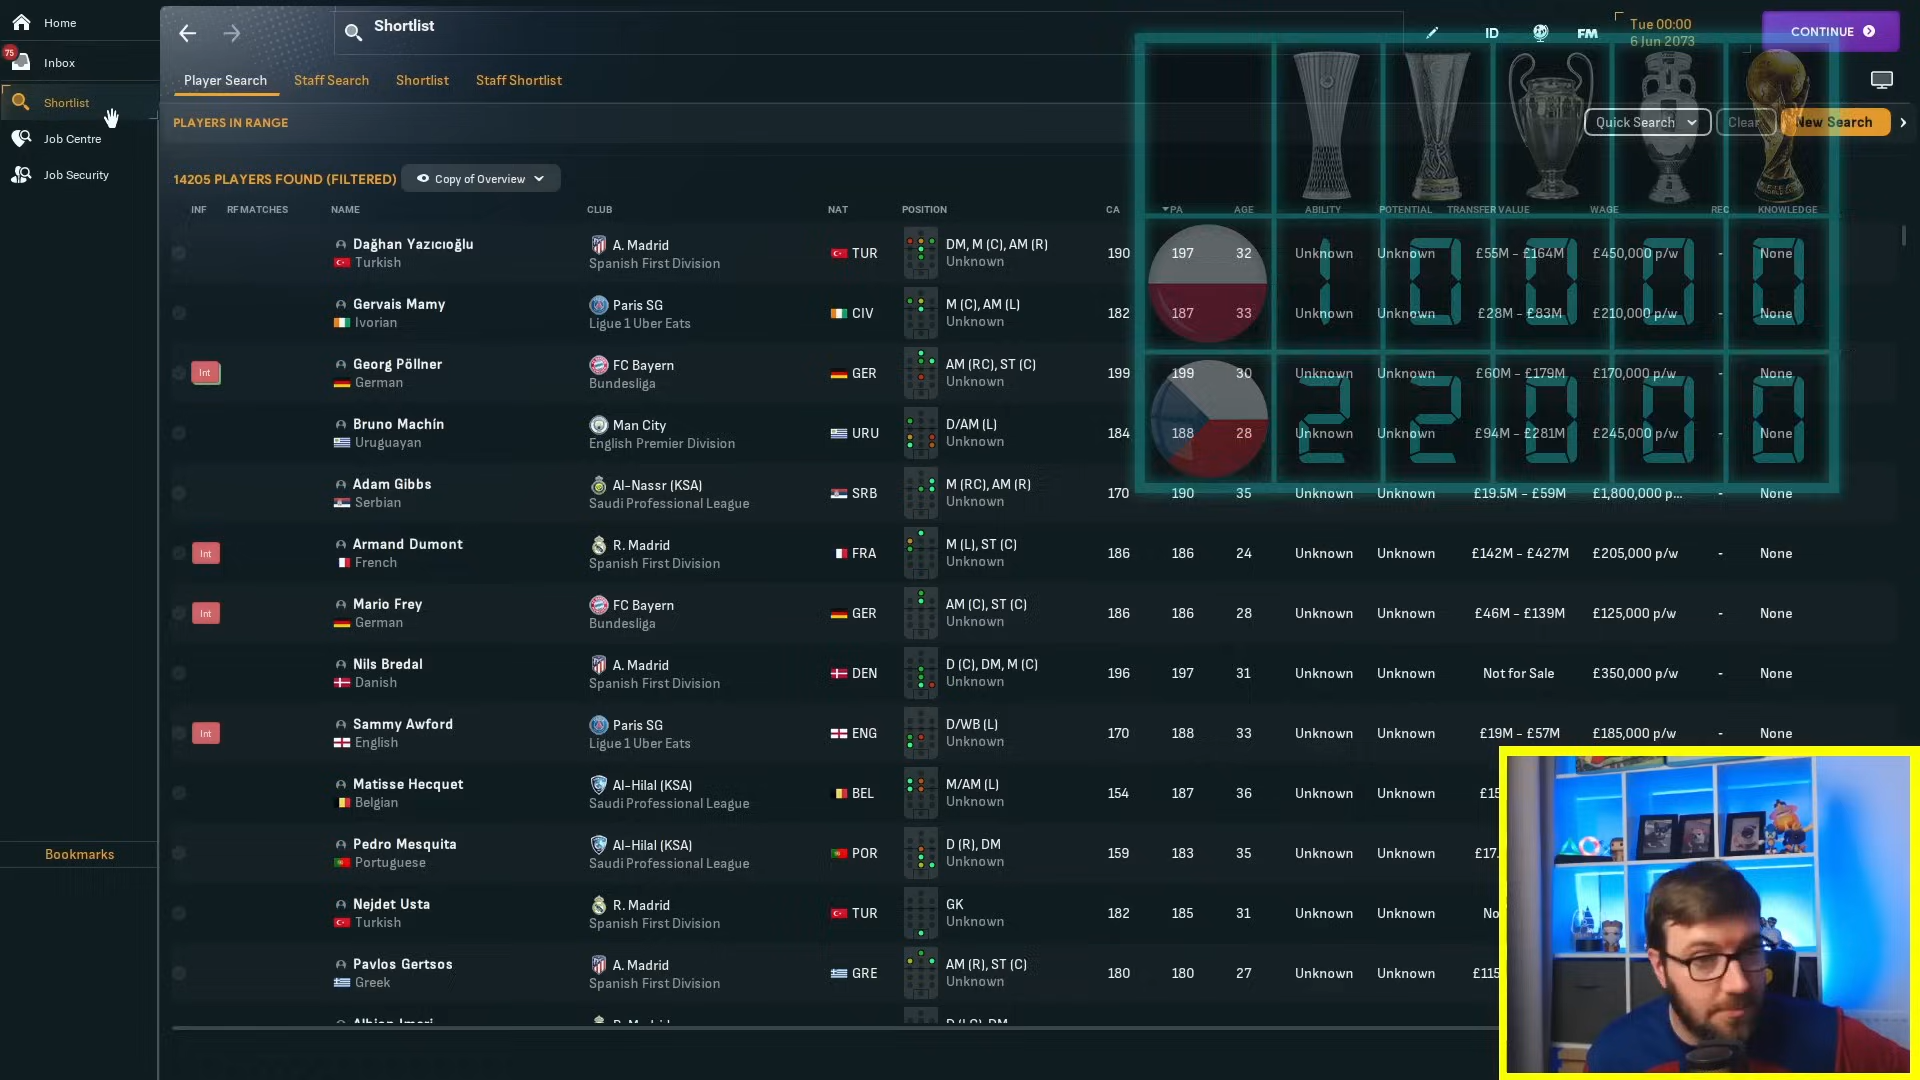 Home
75
Inbox
Shortlist
Job Centre
Job Security
Bookmarks
Shortlist
ID
FM
Tue 00:00
6 Jun 2073
CONTINUE
Player Search
Staff Search
Shortlist
Staff Shortlist
PLAYERS IN RANGE
Quick Search
Clear
New Search
14205 PLAYERS FOUND (FILTERED)
Copy of Overview
INF RF MATCHES NAME CLUB NAT POSITION CA PA AGE ABILITY POTENTIAL TRANSFER VALUE WAGE REC KNOWLEDGE
Dağhan Yazıcıoğlu A. Madrid TUR DM, M (C), AM (R) 190 197 32 Unknown Unknown £55M - £164M £450,000 p/w - None
Turkish Spanish First Division Unknown
1 0 0 0 0
Gervais Mamy Paris SG CIV M (C), AM (L) 182 187 33 Unknown Unknown £28M - £83M £210,000 p/w - None
Ivorian Ligue 1 Uber Eats Unknown
Int Georg Pöllner FC Bayern GER AM (RC), ST (C) 199 199 30 Unknown Unknown £60M - £179M £170,000 p/w - None
German Bundesliga Unknown
2 2 0 0 0
Bruno Machín Man City URU D/AM (L) 184 188 28 Unknown Unknown £94M - £281M £245,000 p/w - None
Uruguayan English Premier Division Unknown
Adam Gibbs Al-Nassr (KSA) SRB M (RC), AM (R) 170 190 35 Unknown Unknown £19.5M - £59M £1,800,000 p... - None
Serbian Saudi Professional League Unknown
Int Armand Dumont R. Madrid FRA M (L), ST (C) 186 186 24 Unknown Unknown £142M - £427M £205,000 p/w - None
French Spanish First Division Unknown
Int Mario Frey FC Bayern GER AM (C), ST (C) 186 186 28 Unknown Unknown £46M - £139M £125,000 p/w - None
German Bundesliga Unknown
Nils Bredal A. Madrid DEN D (C), DM, M (C) 196 197 31 Unknown Unknown Not for Sale £350,000 p/w - None
Danish Spanish First Division Unknown
Int Sammy Awford Paris SG ENG D/WB (L) 170 188 33 Unknown Unknown £19M - £57M £185,000 p/w - None
English Ligue 1 Uber Eats Unknown
Matisse Hecquet Al-Hilal (KSA) BEL M/AM (L) 154 187 36 Unknown Unknown £15
Belgian Saudi Professional League Unknown
Pedro Mesquita Al-Hilal (KSA) POR D (R), DM 159 183 35 Unknown Unknown £17.
Portuguese Saudi Professional League Unknown
Nejdet Usta R. Madrid TUR GK 182 185 31 Unknown Unknown No
Turkish Spanish First Division Unknown
Pavlos Gertsos A. Madrid GRE AM (R), ST (C) 180 180 27 Unknown Unknown £115
Greek Spanish First Division Unknown